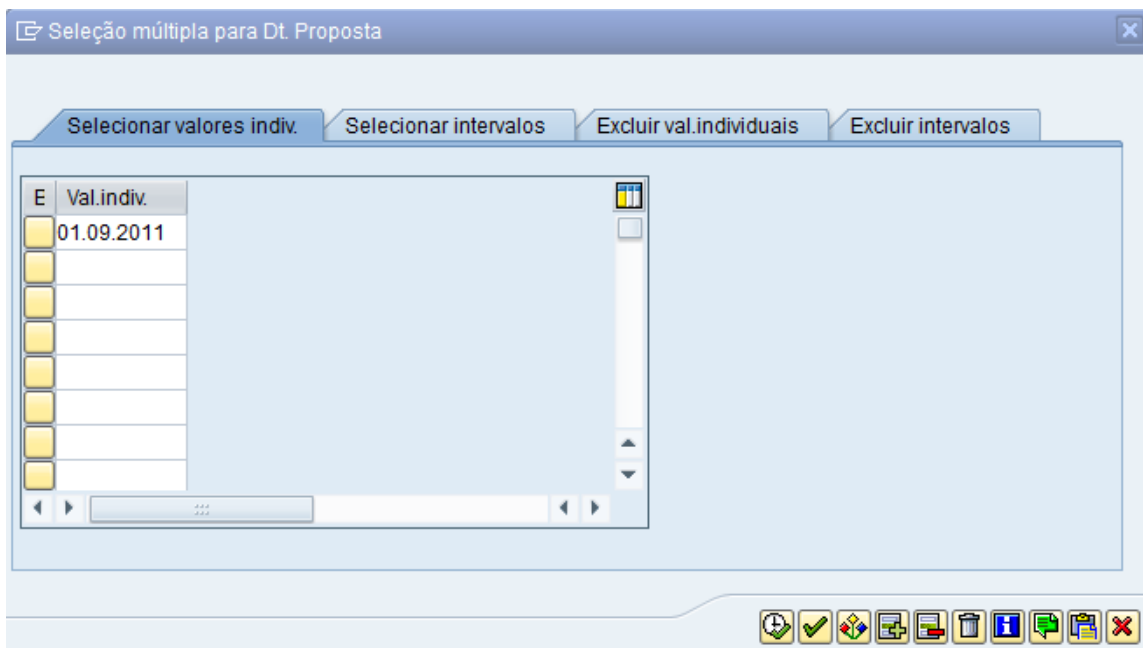 Seleção múltipla para Dt. Proposta
Selecionar valores indiv. Selecionar intervalos Excluir val.individuais Excluir intervalos
E Val.indiv.
01.09.2011